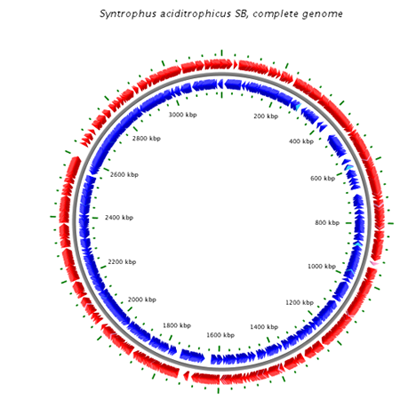 Syntrophus aciditrophicus SB, complete genome
3000 kbp
200 kbp
2800 kbp
400 kbp
2600 kbp
600 kbp
2400 kbp
800 kbp
2200 kbp
1000 kbp
2000 kbp
1200 kbp
1800 kbp
1400 kbp
1600 kbp